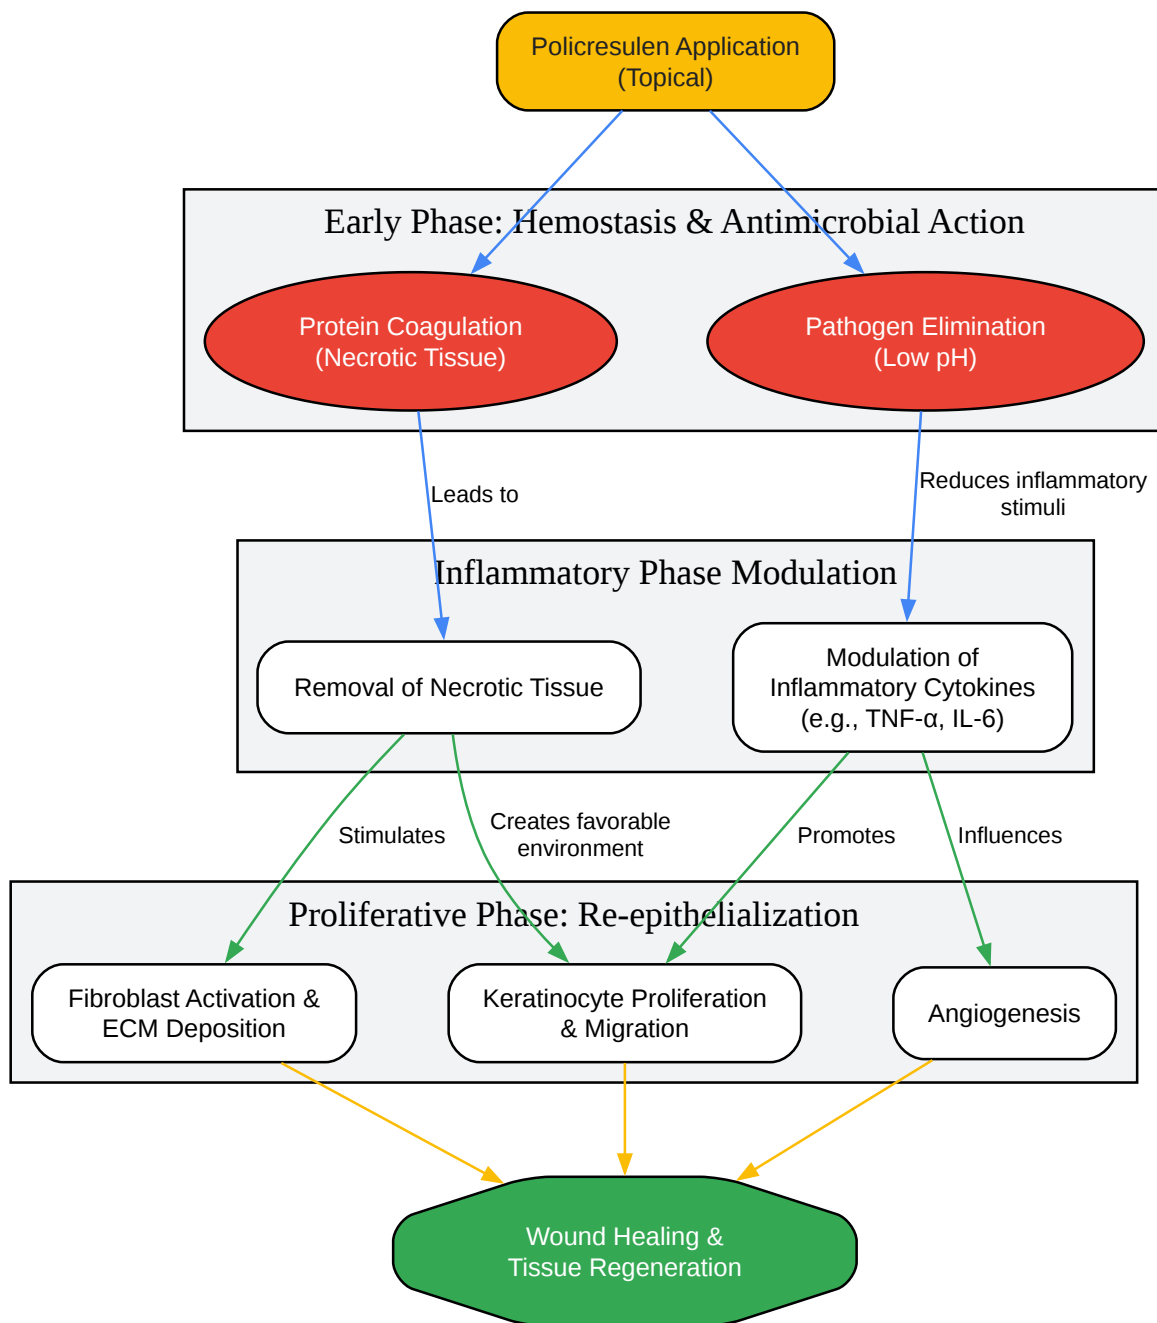 Policresulen Application
(Topical)
Early Phase: Hemostasis & Antimicrobial Action
Protein Coagulation
(Necrotic Tissue)
Pathogen Elimination
(Low pH)
Leads to
Reduces inflammatory
stimuli
Inflammatory Phase Modulation
Removal of Necrotic Tissue
Modulation of
Inflammatory Cytokines
(e.g., TNF-α, IL-6)
Stimulates
Creates favorable
environment
Promotes
Influences
Proliferative Phase: Re-epithelialization
Fibroblast Activation &
ECM Deposition
Keratinocyte Proliferation
& Migration
Angiogenesis
Wound Healing &
Tissue Regeneration